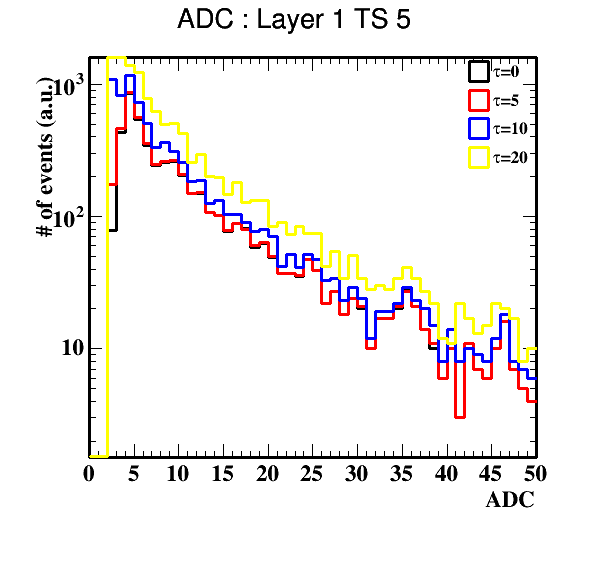 ADC : Layer 1 TS 5
# of events (a.u.)
10³
10²
10
τ=0
τ=5
τ=10
τ=20
0 5 10 15 20 25 30 35 40 45 50
ADC